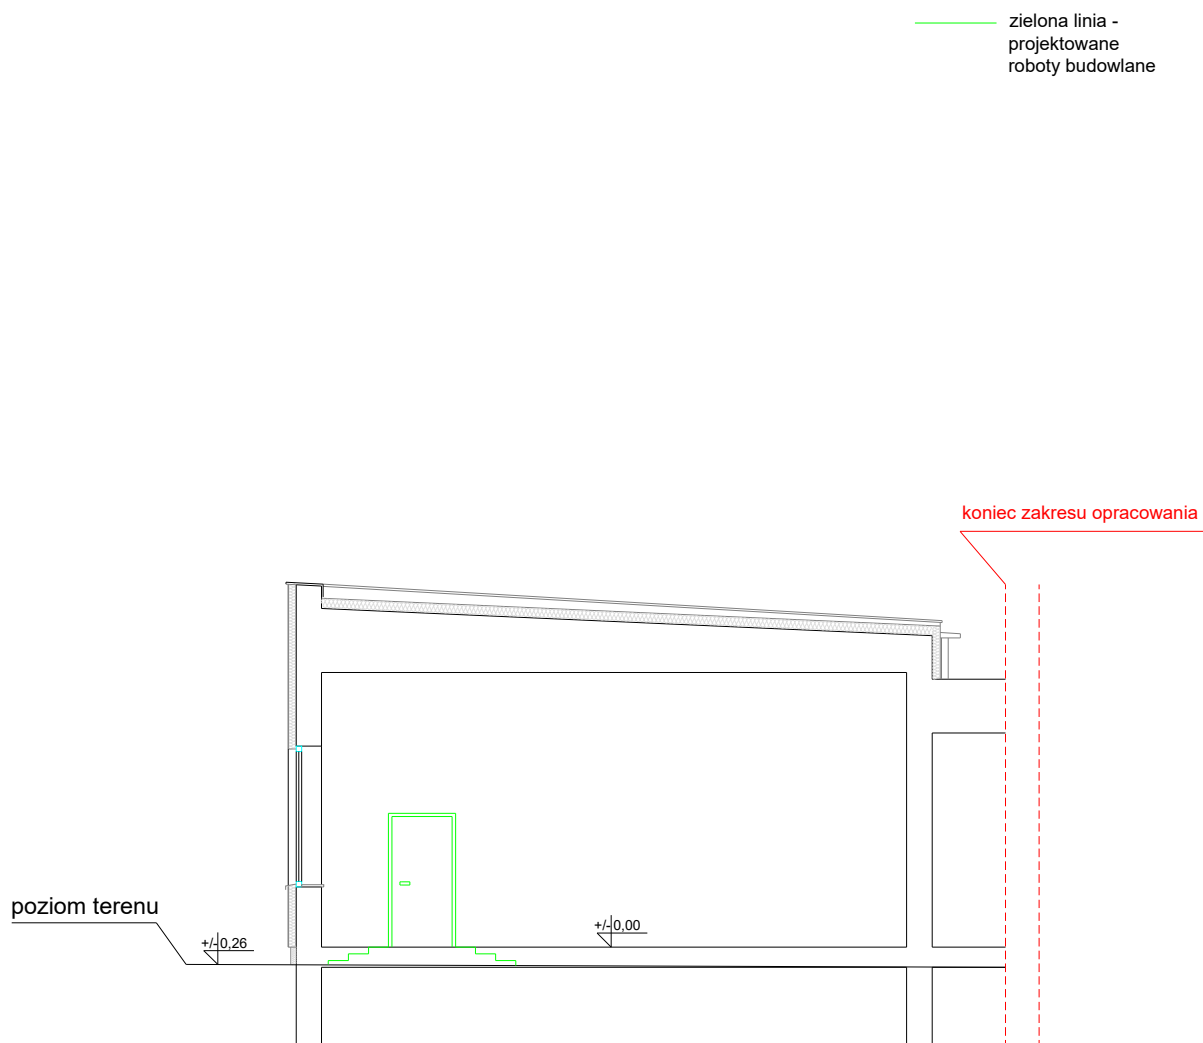 zielona linia -
projektowane
roboty budowlane
koniec zakresu opracowania
poziom terenu
+/-0,26
+/-0,00